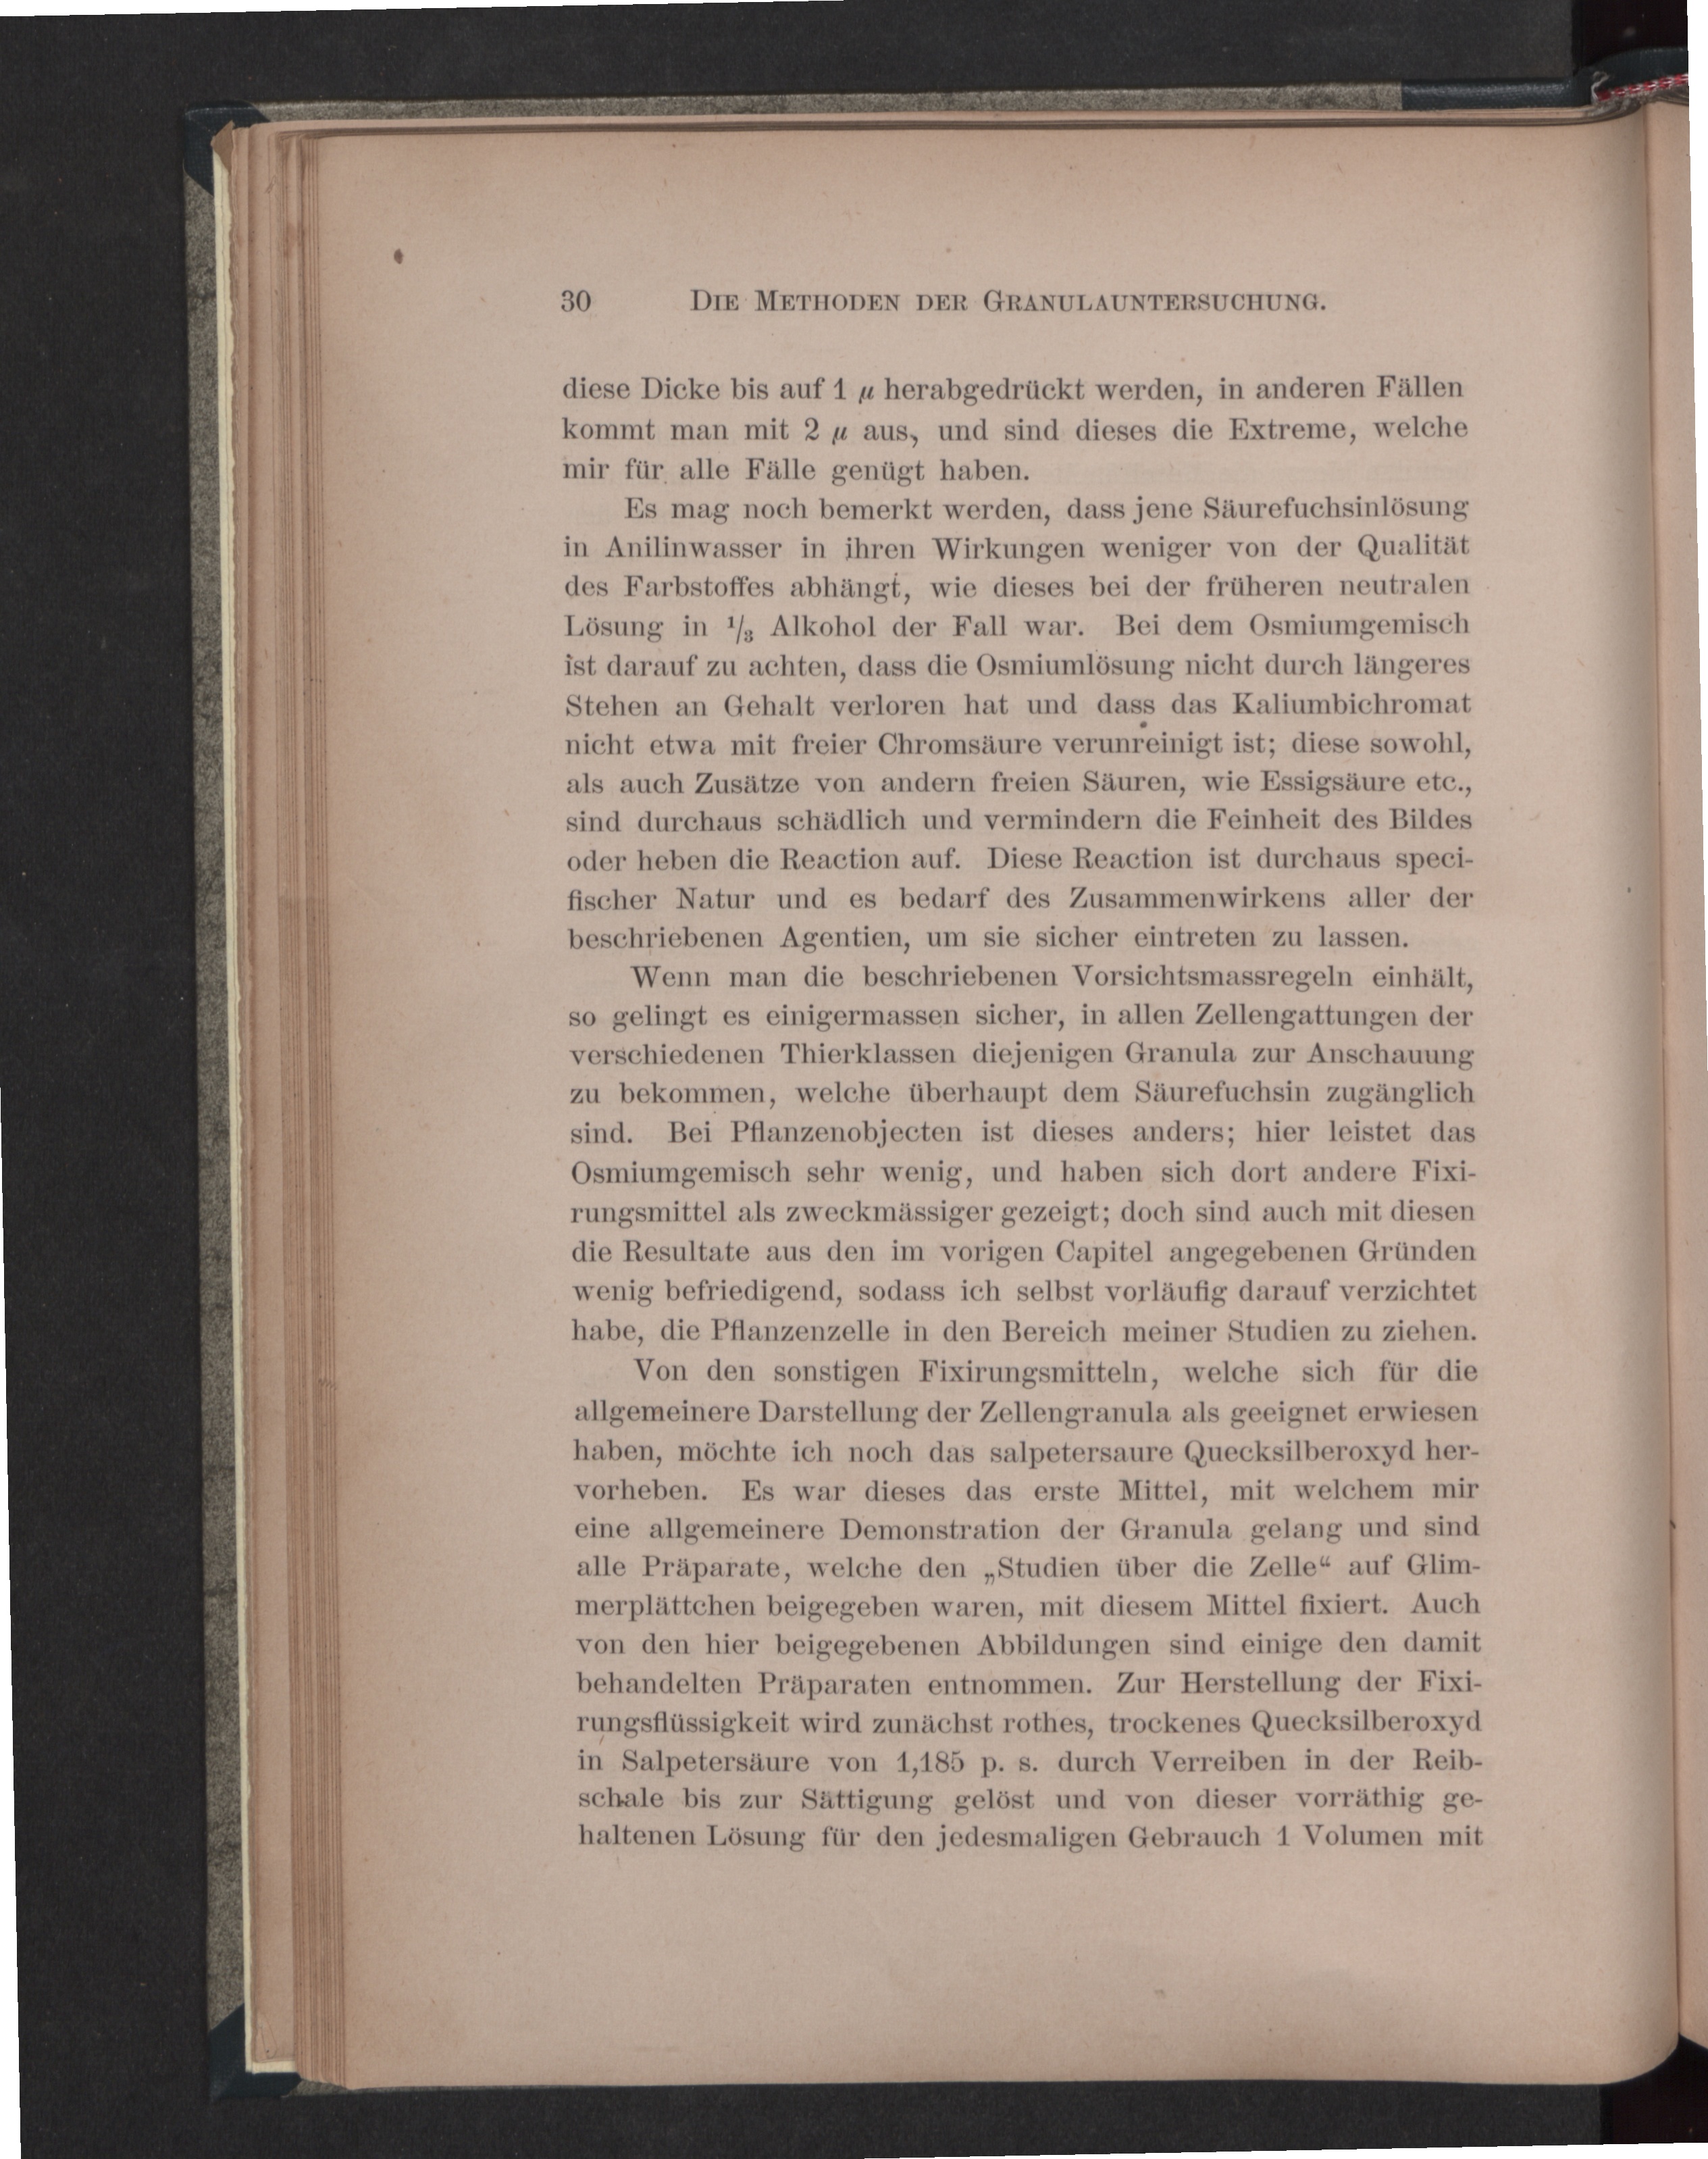 30 DIE METHODEN DER GRANULAUNTERSUCHUNG.
diese Dicke bis auf 1 µ herabgedrückt werden, in anderen Fällen
kommt man mit 2 µ aus, und sind dieses die Extreme, welche
mir für alle Fälle genügt haben.
Es mag noch bemerkt werden, dass jene Säurefuchsinlösung
in Anilinwasser in ihren Wirkungen weniger von der Qualität
des Farbstoffes abhängt, wie dieses bei der früheren neutralen
Lösung in 1/3 Alkohol der Fall war. Bei dem Osmiumgemisch
ist darauf zu achten, dass die Osmiumlösung nicht durch längeres
Stehen an Gehalt verloren hat und dass das Kaliumbichromat
nicht etwa mit freier Chromsäure verunreinigt ist; diese sowohl,
als auch Zusätze von andern freien Säuren, wie Essigsäure etc.,
sind durchaus schädlich und vermindern die Feinheit des Bildes
oder heben die Reaction auf. Diese Reaction ist durchaus speci-
fischer Natur und es bedarf des Zusammenwirkens aller der
beschriebenen Agentien, um sie sicher eintreten zu lassen.
Wenn man die beschriebenen Vorsichtsmassregeln einhält,
so gelingt es einigermassen sicher, in allen Zellengattungen der
verschiedenen Thierklassen diejenigen Granula zur Anschauung
zu bekommen, welche überhaupt dem Säurefuchsin zugänglich
sind. Bei Pflanzenobjecten ist dieses anders; hier leistet das
Osmiumgemisch sehr wenig, und haben sich dort andere Fixi-
rungsmittel als zweckmässiger gezeigt; doch sind auch mit diesen
die Resultate aus den im vorigen Capitel angegebenen Gründen
wenig befriedigend, sodass ich selbst vorläufig darauf verzichtet
habe, die Pflanzenzelle in den Bereich meiner Studien zu ziehen.
Von den sonstigen Fixirungsmitteln, welche sich für die
allgemeinere Darstellung der Zellengranula als geeignet erwiesen
haben, möchte ich noch das salpetersaure Quecksilberoxyd her-
vorheben. Es war dieses das erste Mittel, mit welchem mir
eine allgemeinere Demonstration der Granula gelang und sind
alle Präparate, welche den „Studien über die Zelle“ auf Glim-
merplättchen beigegeben waren, mit diesem Mittel fixiert. Auch
von den hier beigegebenen Abbildungen sind einige den damit
behandelten Präparaten entnommen. Zur Herstellung der Fixi-
rungsflüssigkeit wird zunächst rothes, trockenes Quecksilberoxyd
in Salpetersäure von 1,185 p. s. durch Verreiben in der Reib-
schale bis zur Sättigung gelöst und von dieser vorräthig ge-
haltenen Lösung für den jedesmaligen Gebrauch 1 Volumen mit